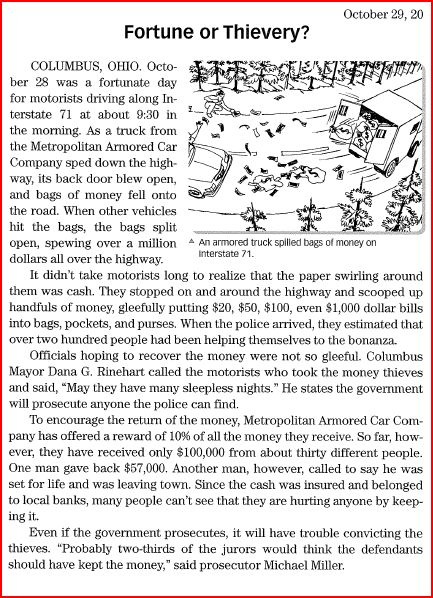 October 29, 20
Fortune or Thievery?
COLUMBUS, OHIO. Octo-
ber 28 was a fortunate day
for motorists driving along In-
terstate 71 at about 9:30 in
the morning. As a truck from
the Metropolitan Armored Car
Company sped down the high-
way, its back door blew open,
and bags of money fell onto
the road. When other vehicles
hit the bags, the bags split
open, spewing over a million
dollars all over the highway.
An armored truck spilled bags of money on
Interstate 71.
It didn't take motorists long to realize that the paper swirling around
them was cash. They stopped on and around the highway and scooped up
handfuls of money, gleefully putting $20, $50, $100, even $1,000 dollar bills
into bags, pockets, and purses. When the police arrived, they estimated that
over two hundred people had been helping themselves to the bonanza.
Officials hoping to recover the money were not so gleeful. Columbus
Mayor Dana G. Rinehart called the motorists who took the money thieves
and said, “May they have many sleepless nights.” He states the government
will prosecute anyone the police can find.
To encourage the return of the money, Metropolitan Armored Car Com-
pany has offered a reward of 10% of all the money they receive. So far, how-
ever, they have received only $100,000 from about thirty different people.
One man gave back $57,000. Another man, however, called to say he was
set for life and was leaving town. Since the cash was insured and belonged
to local banks, many people can't see that they are hurting anyone by keep-
ing it.
Even if the government prosecutes, it will have trouble convicting the
thieves. “Probably two-thirds of the jurors would think the defendants
should have kept the money,” said prosecutor Michael Miller.